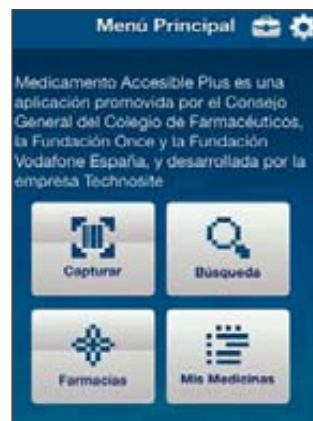 Menú Principal
Medicamento Accesible Plus es una
aplicación promovida por el Consejo
General del Colegio de Farmacéuticos,
la Fundación Once y la Fundación
Vodafone España, y desarrollada por la
empresa Technosite
Capturar
Búsqueda
Farmacias
Mis Medicinas